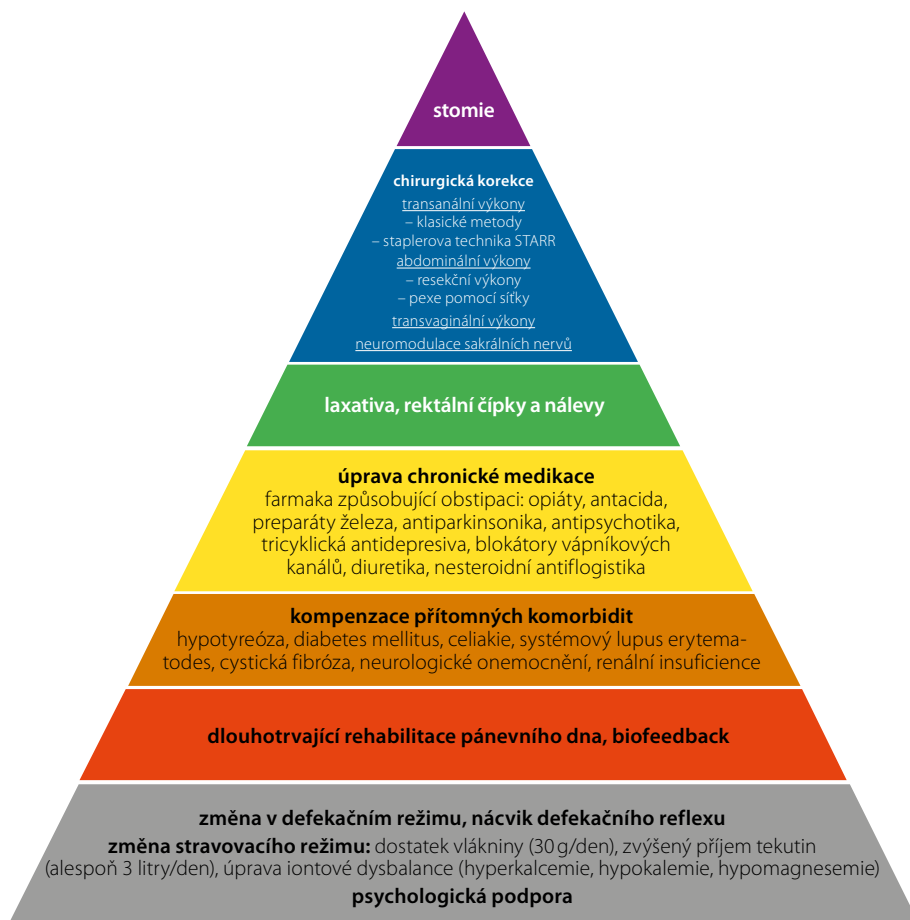 stomie
chirurgická korekce
transanální výkony
– klasické metody
– staplerova technika STARR
abdominální výkony
– resekční výkony
– pexe pomocí síťky
transvaginální výkony
neuromodulace sakrálních nervů
laxativa, rektální čípky a nálevy
úprava chronické medikace
farmaka způsobující obstipaci: opiáty, antacida,
preparáty železa, antiparkinsonika, antipsychotika,
tricyklická antidepresiva, blokátory vápníkových
kanálů, diuretika, nesteroidní antiflogistika
kompenzace přítomných komorbidit
hypotyreóza, diabetes mellitus, celiakie, systémový lupus erytema-
todes, cystická fibróza, neurologické onemocnění, renální insuficience
dlouhotrvající rehabilitace pánevního dna, biofeedback
změna v defekačním režimu, nácvik defekačního reflexu
změna stravovacího režimu: dostatek vlákniny (30 g/den), zvýšený příjem tekutin
(alespoň 3 litry/den), úprava iontové dysbalance (hyperkalcemie, hypokalemie, hypomagnesemie)
psychologická podpora